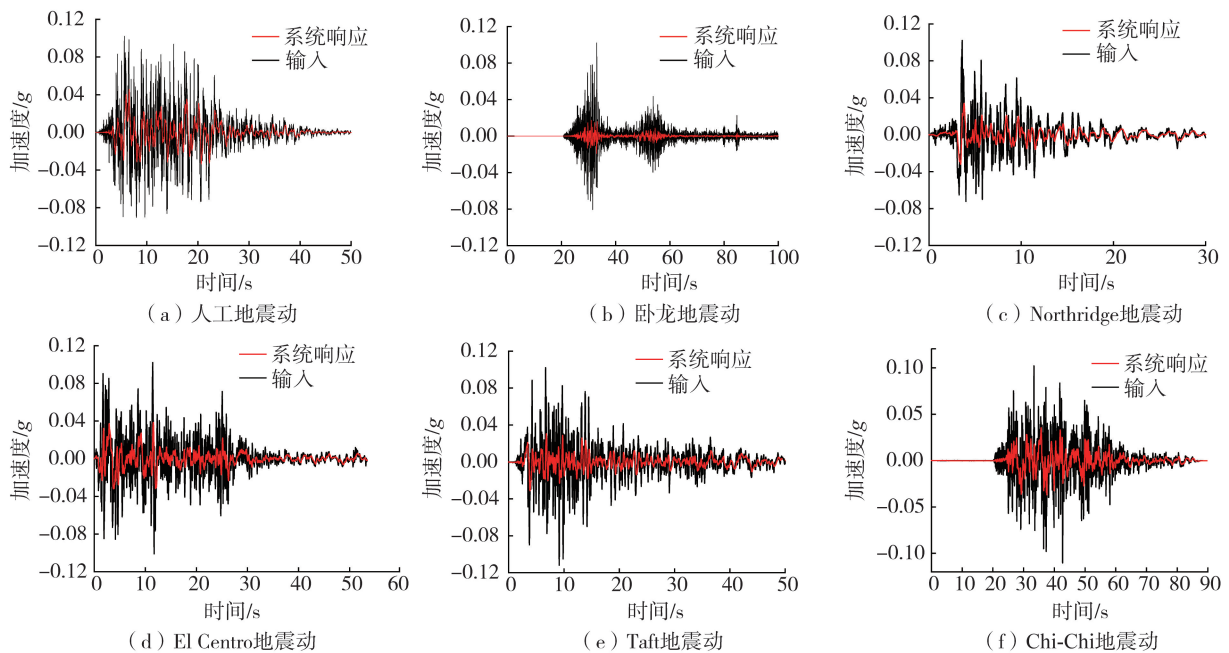 0.12
0.08
0.04
0.00
−0.04
−0.08
−0.12
加速度/g
系统响应
输入
0 10 20 30 40 50
时间/s
（a）人工地震动
0.12
0.08
0.04
0.00
−0.04
−0.08
−0.12
加速度/g
系统响应
输入
0 20 40 60 80 100
时间/s
（b）卧龙地震动
0.12
0.08
0.04
0.00
−0.04
−0.08
−0.12
加速度/g
系统响应
输入
0 10 20 30
时间/s
（c）Northridge地震动
0.12
0.08
0.04
0.00
−0.04
−0.08
−0.12
加速度/g
系统响应
输入
0 10 20 30 40 50 60
时间/s
（d）El Centro地震动
0.12
0.08
0.04
0.00
−0.04
−0.08
−0.12
加速度/g
系统响应
输入
0 10 20 30 40 50
时间/s
（e）Taft地震动
0.10
0.05
0.00
−0.05
−0.10
加速度/g
系统响应
输入
0 10 20 30 40 50 60 70 80 90
时间/s
（f）Chi-Chi地震动